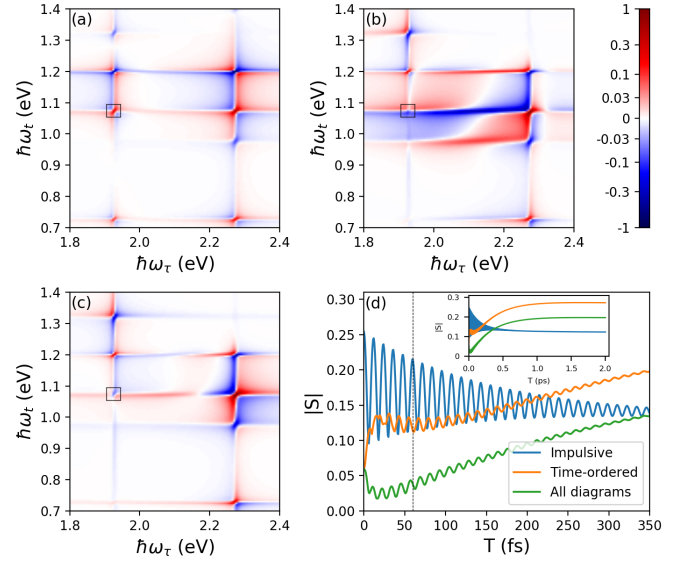 (a)
1.4
1.3
1.2
1.1
1.0
0.9
0.8
0.7
ħω_t (eV)
1.8 2.0 2.2 2.4
ħω_τ (eV)
(b)
1.4
1.3
1.2
1.1
1.0
0.9
0.8
0.7
ħω_t (eV)
1.8 2.0 2.2 2.4
ħω_τ (eV)
1
0.3
0.1
0.03
0
-0.03
-0.1
-0.3
-1
(c)
1.4
1.3
1.2
1.1
1.0
0.9
0.8
0.7
ħω_t (eV)
1.8 2.0 2.2 2.4
ħω_τ (eV)
(d)
0.30
0.25
0.20
0.15
0.10
0.05
0.00
|S|
0.3
0.2
0.1
0
|S|
0.0 0.5 1.0 1.5 2.0
T (ps)
Impulsive
Time-ordered
All diagrams
0 50 100 150 200 250 300 350
T (fs)